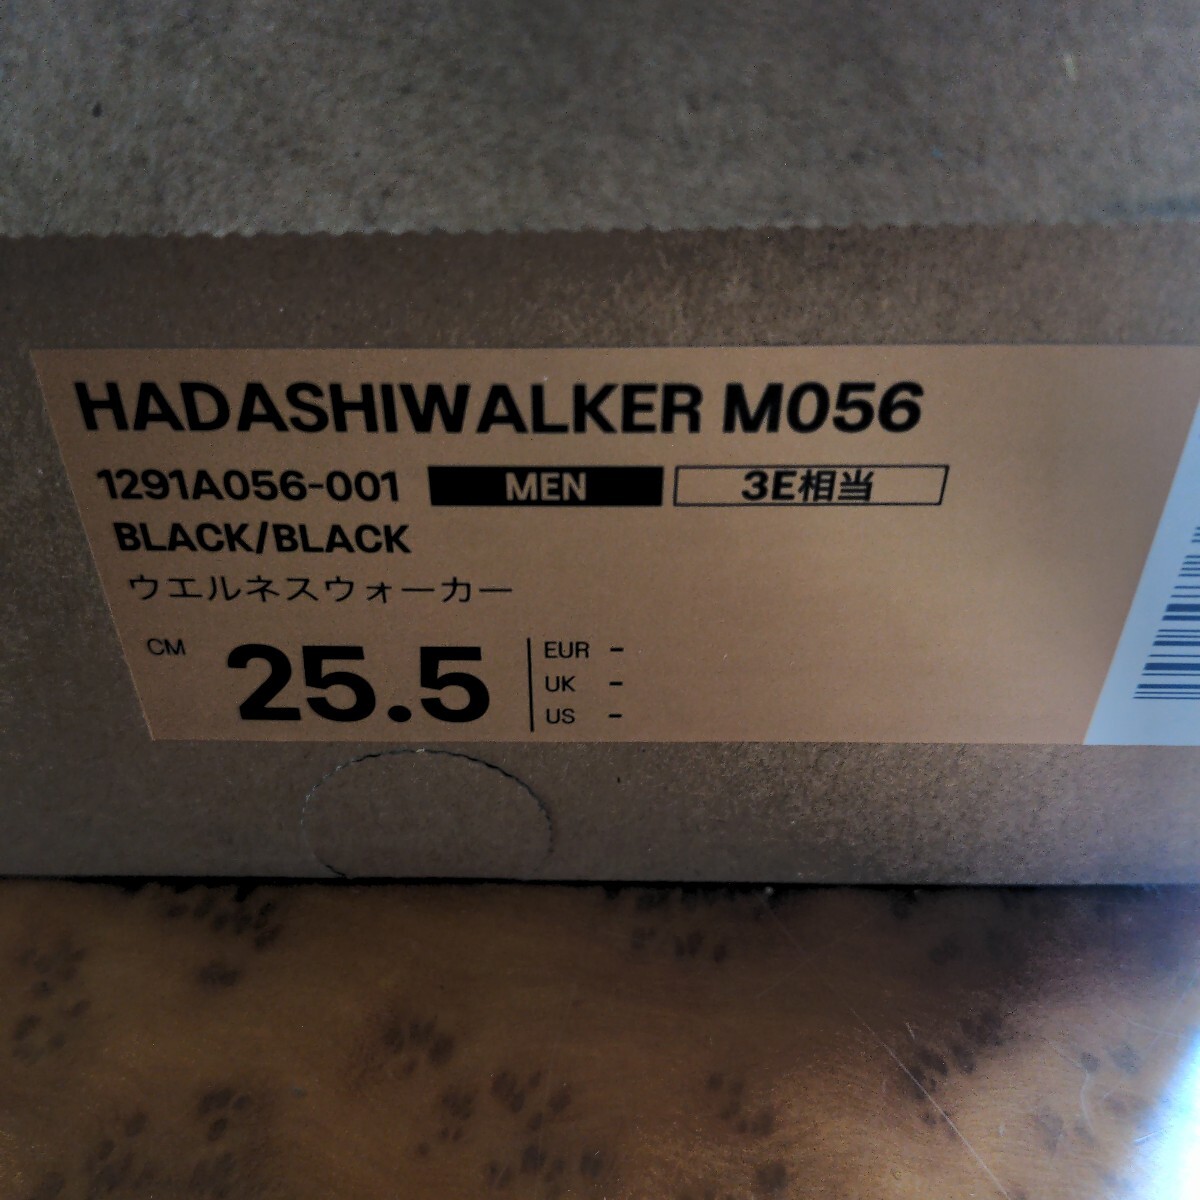 HADASHIWALKER M056
1291A056-001 MEN 3E相当
BLACK/BLACK
ウエルネスウォーカー
CM 25.5
EUR -
UK -
US -